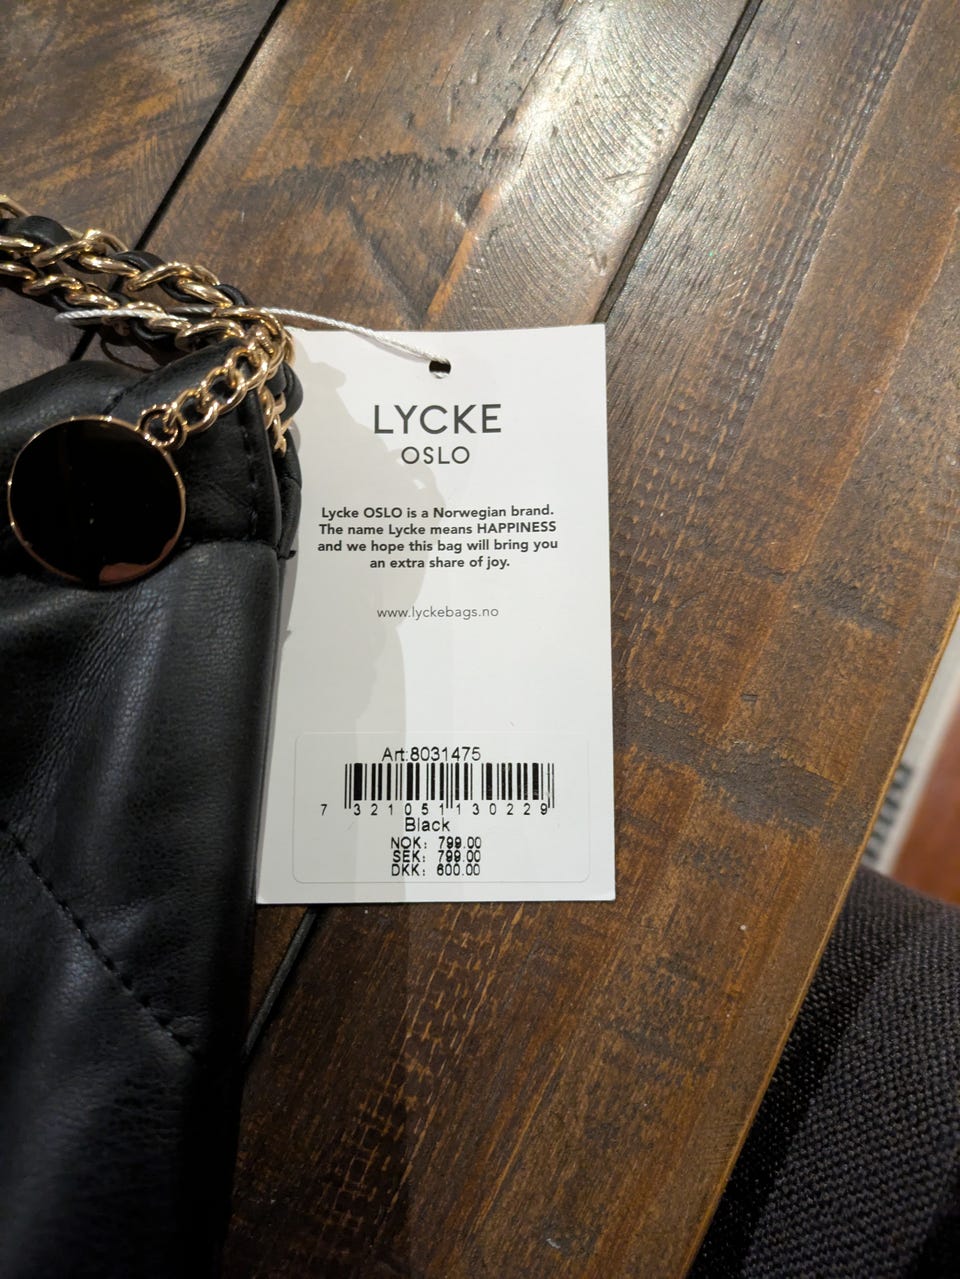 LYCKE
OSLO
Lycke OSLO is a Norwegian brand.
The name Lycke means HAPPINESS
and we hope this bag will bring you
an extra share of joy.
www.lyckebags.no
Art:8031475
7 321051 130229
Black
NOK: 799.00
SEK: 799.00
DKK: 600.00